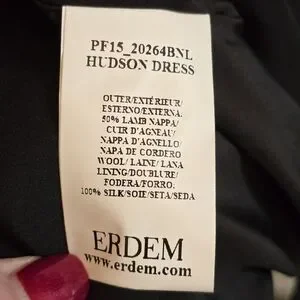 PF15_20264BNL
HUDSON DRESS
OUTER/EXTÉRIEUR/
ESTERNO/EXTERNA.
50% LAMB NAPPA/
CUIR D'AGNEAU/
NAPPA D'AGNELLO/
NAPA DE CORDERO
WOOL/ LAINE/ LANA
LINING/DOUBLURE/
FODERA/FORRO:
100% SILK/SOIE/SETA/SEDA
ERDEM
www.erdem.com